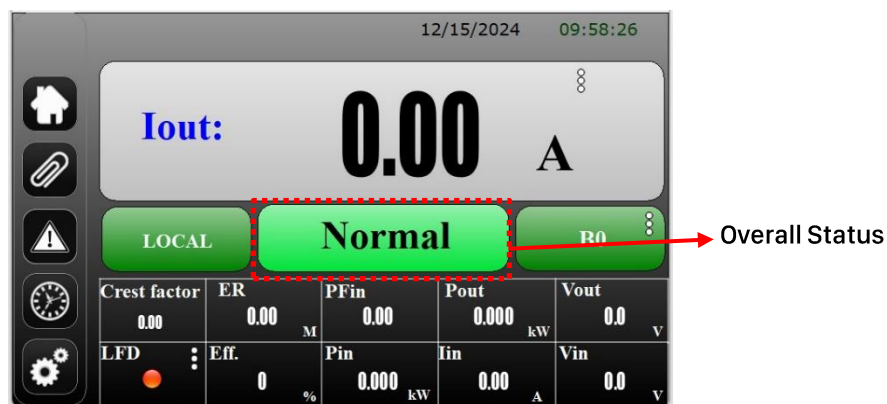 12/15/2024 09:58:26
Iout: 0.00 A
LOCAL Normal B0
Overall Status
Crest factor ER PFin Pout Vout
0.00 0.00 M 0.00 0.000 kW 0.0 V
LFD Eff. Pin Iin Vin
0 % 0.000 kW 0.00 A 0.0 V